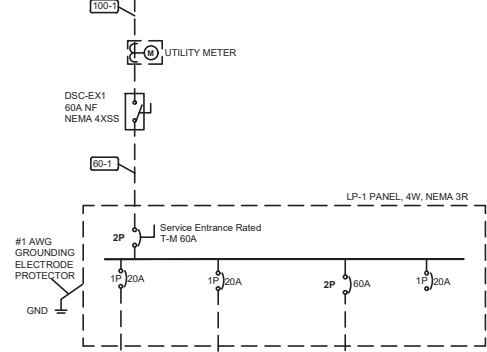 100-1
M
UTILITY METER
DSC-EX1
60A NF
NEMA 4XSS
60-1
LP-1 PANEL, 4W, NEMA 3R
2P
Service Entrance Rated
T-M 60A
#1 AWG
GROUNDING
ELECTRODE
PROTECTOR
1P 20A
1P 20A
2P 60A
1P 20A
GND